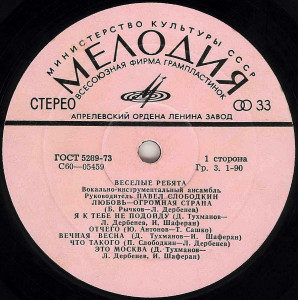 МИНИСТЕРСТВО КУЛЬТУРЫ СССР
МЕЛОДИЯ
ВСЕСОЮЗНАЯ ФИРМА ГРАМПЛАСТИНОК
СТЕРЕО
33
АПРЕЛЕВСКИЙ ОРДЕНА ЛЕНИНА ЗАВОД
ГОСТ 5289-73
С60—05459
1 сторона
Гр. 3. 1-90
ВЕСЕЛЫЕ РЕБЯТА
Вокально-инструментальный ансамбль
Руководитель ПАВЕЛ СЛОБОДКИН
ЛЮБОВЬ—ОГРОМНАЯ СТРАНА
(Б. Рычков—Л. Дербенев)
Я К ТЕБЕ НЕ ПОДОЙДУ (Д. Тухманов—
Л. Дербенев, И. Шаферан)
ОТЧЕГО (Ю. Антонов—Т. Сашко)
ВЕЧНАЯ ВЕСНА (Д. Тухманов—И. Шаферан)
ЧТО ТАКОГО (П. Слободкин—Л. Дербенев)
ЭТО МОСКВА (Д. Тухманов—
Л. Дербенев, И. Шаферан)